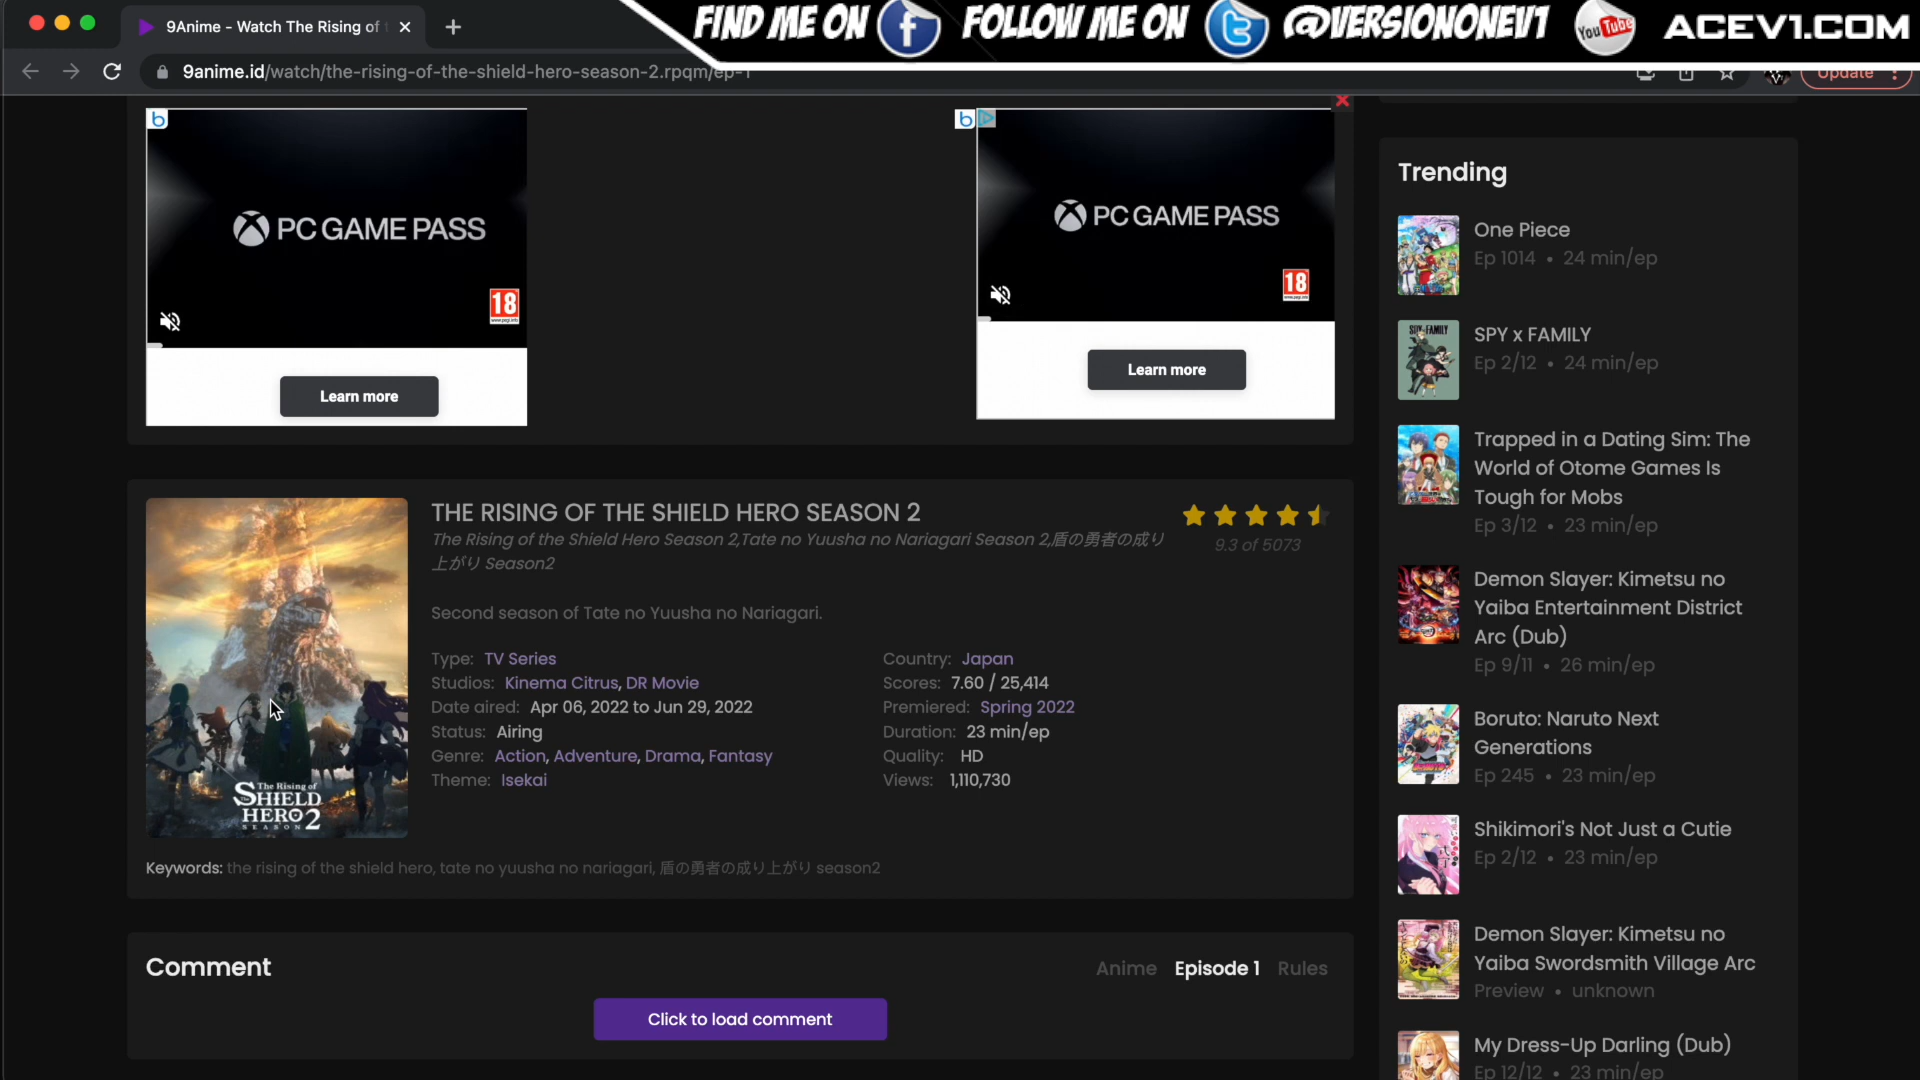 FIND ME ON
FOLLOW ME ON
@VERSIONONEV1
You Tube
ACEV1.COM
9Anime - Watch The Rising of t
9anime.id/watch/the-rising-of-the-shield-hero-season-2.rpqm/ep-1
Update
PC GAME PASS
18
Learn more
PC GAME PASS
18
Learn more
THE RISING OF THE SHIELD HERO SEASON 2
The Rising of the Shield Hero Season 2,Tate no Yuusha no Nariagari Season 2,盾の勇者の成り
上がり Season2
9.3 of 5073
Second season of Tate no Yuusha no Nariagari.
Type: TV Series
Studios: Kinema Citrus, DR Movie
Date aired: Apr 06, 2022 to Jun 29, 2022
Status: Airing
Genre: Action, Adventure, Drama, Fantasy
Theme: Isekai
Country: Japan
Scores: 7.60 / 25,414
Premiered: Spring 2022
Duration: 23 min/ep
Quality: HD
Views: 1,110,730
The Rising of
SHIELD
HERO 2
SEASON
Keywords: the rising of the shield hero, tate no yuusha no nariagari, 盾の勇者の成り上がり season2
Comment
Anime Episode 1 Rules
Click to load comment
Trending
One Piece
Ep 1014 • 24 min/ep
SPY x FAMILY
SPY FAMILY
Ep 2/12 • 24 min/ep
Trapped in a Dating Sim: The
World of Otome Games Is
Tough for Mobs
Ep 3/12 • 23 min/ep
Demon Slayer: Kimetsu no
Yaiba Entertainment District
Arc (Dub)
Ep 9/11 • 26 min/ep
Boruto: Naruto Next
Generations
Ep 245 • 23 min/ep
Shikimori's Not Just a Cutie
Ep 2/12 • 23 min/ep
Demon Slayer: Kimetsu no
Yaiba Swordsmith Village Arc
Preview • unknown
My Dress-Up Darling (Dub)
Ep 12/12 • 23 min/ep